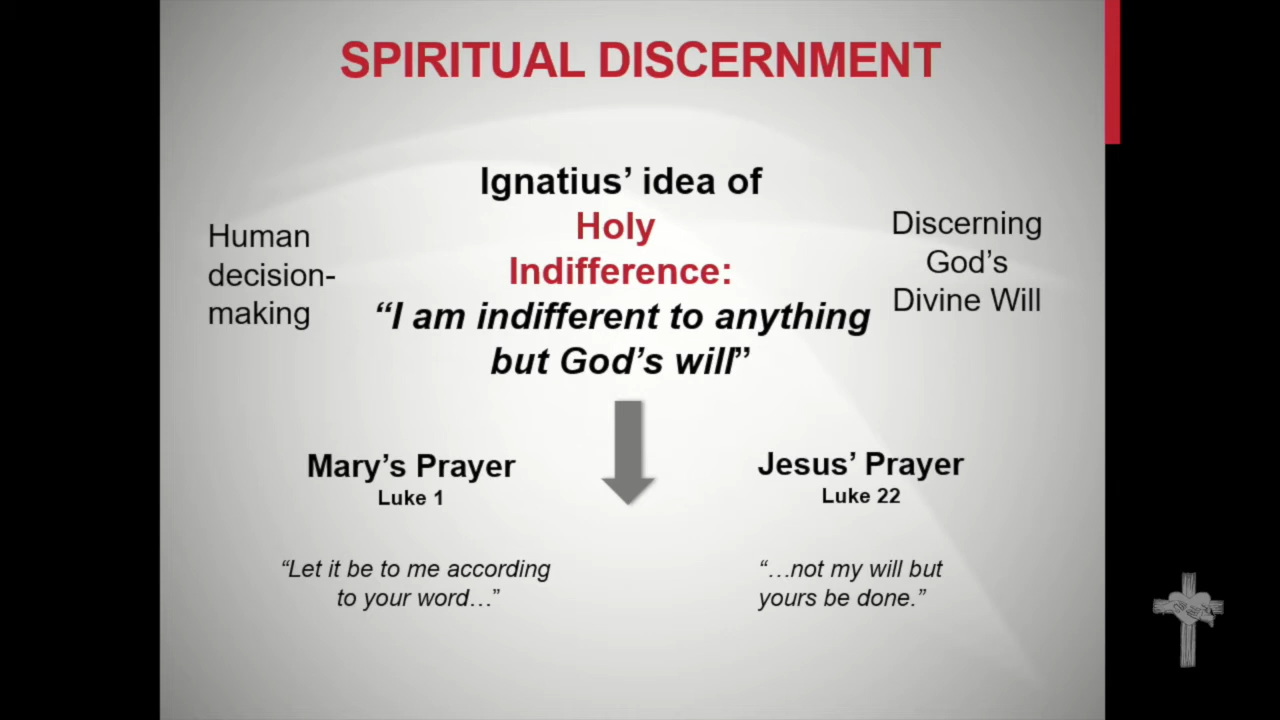 SPIRITUAL DISCERNMENT
Ignatius’ idea of
Holy
Indifference:
“I am indifferent to anything
but God’s will”
Human
decision-
making
Discerning
God’s
Divine Will
Mary’s Prayer
Luke 1
“Let it be to me according
to your word…”
Jesus’ Prayer
Luke 22
“…not my will but
yours be done.”